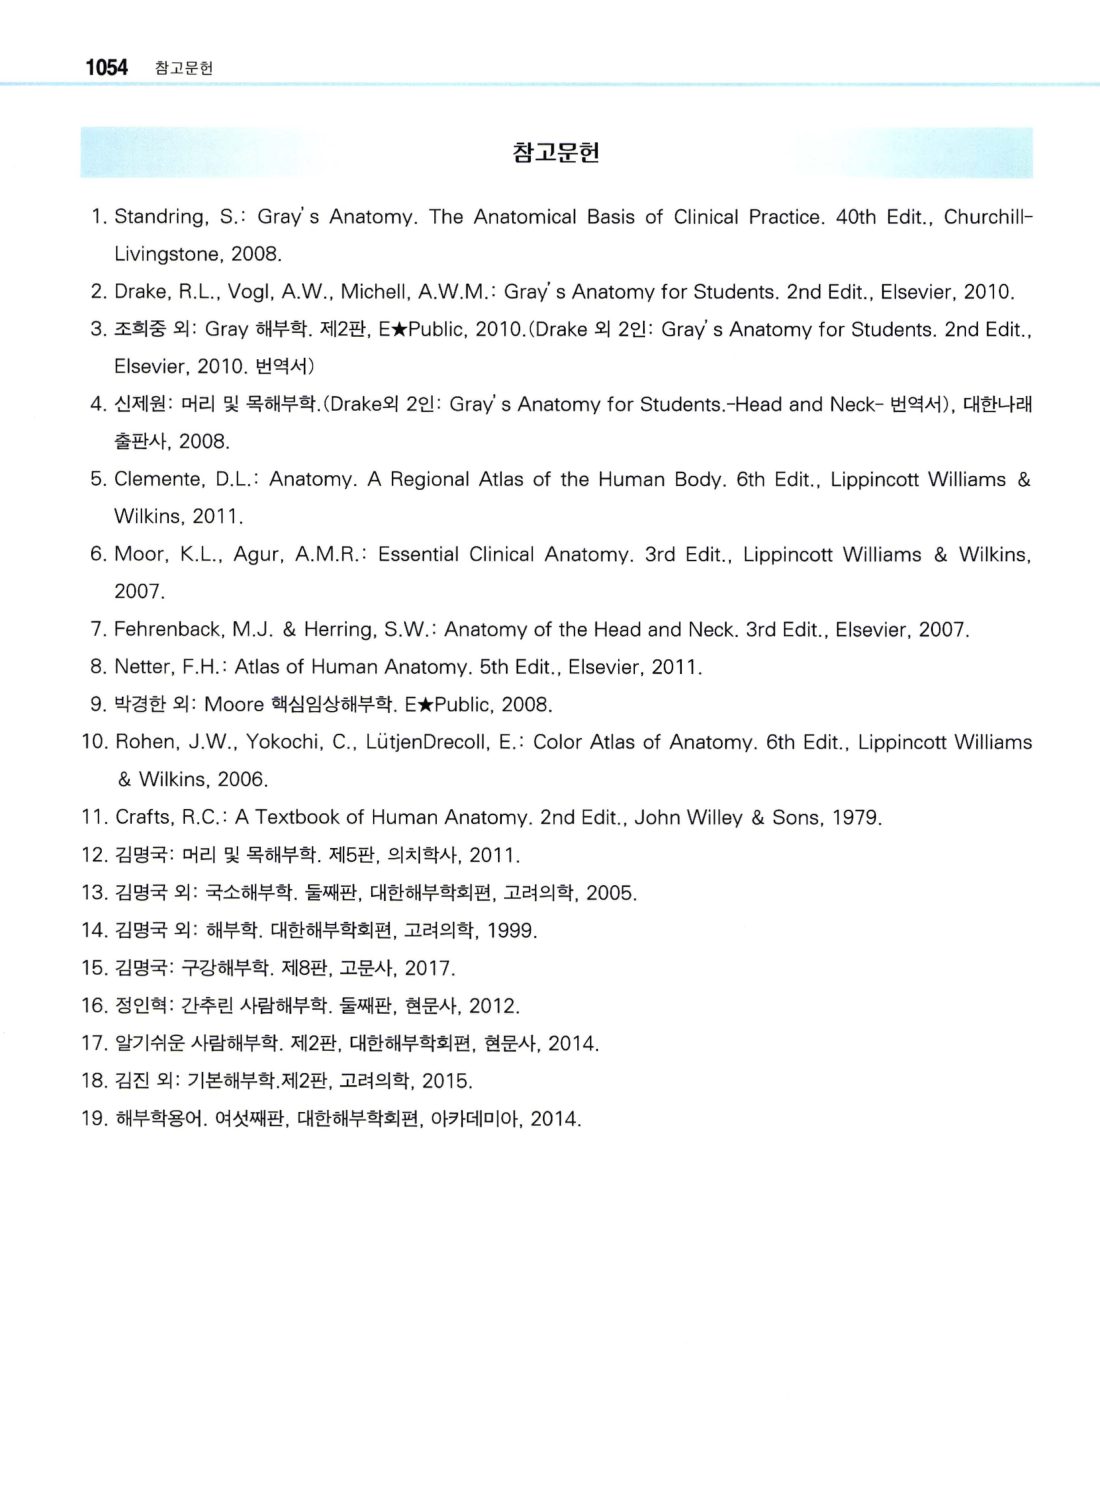 1054 참고문헌
참고문헌
1. Standring, S.: Gray's Anatomy. The Anatomical Basis of Clinical Practice. 40th Edit., Churchill-
Livingstone, 2008.
2. Drake, R.L., Vogl, A.W., Michell, A.W.M.: Gray's Anatomy for Students. 2nd Edit., Elsevier, 2010.
3. 조희중 외: Gray 해부학. 제2판, E★Public, 2010.(Drake 외 2인: Gray's Anatomy for Students. 2nd Edit.,
Elsevier, 2010. 번역서)
4. 신제원: 머리 및 목해부학.(Drake외 2인: Gray's Anatomy for Students.-Head and Neck- 번역서), 대한나래
출판사, 2008.
5. Clemente, D.L.: Anatomy. A Regional Atlas of the Human Body. 6th Edit., Lippincott Williams &
Wilkins, 2011.
6. Moor, K.L., Agur, A.M.R.: Essential Clinical Anatomy. 3rd Edit., Lippincott Williams & Wilkins,
2007.
7. Fehrenback, M.J. & Herring, S.W.: Anatomy of the Head and Neck. 3rd Edit., Elsevier, 2007.
8. Netter, F.H.: Atlas of Human Anatomy. 5th Edit., Elsevier, 2011.
9. 박경한 외: Moore 핵심임상해부학. E★Public, 2008.
10. Rohen, J.W., Yokochi, C., LütjenDrecoll, E.: Color Atlas of Anatomy. 6th Edit., Lippincott Williams
& Wilkins, 2006.
11. Crafts, R.C.: A Textbook of Human Anatomy. 2nd Edit., John Willey & Sons, 1979.
12. 김명국: 머리 및 목해부학. 제5판, 의치학사, 2011.
13. 김명국 외: 국소해부학. 둘째판, 대한해부학회편, 고려의학, 2005.
14. 김명국 외: 해부학. 대한해부학회편, 고려의학, 1999.
15. 김명국: 구강해부학. 제8판, 고문사, 2017.
16. 정인혁: 간추린 사람해부학. 둘째판, 현문사, 2012.
17. 알기쉬운 사람해부학. 제2판, 대한해부학회편, 현문사, 2014.
18. 김진 외: 기본해부학.제2판, 고려의학, 2015.
19. 해부학용어. 여섯째판, 대한해부학회편, 아카데미아, 2014.